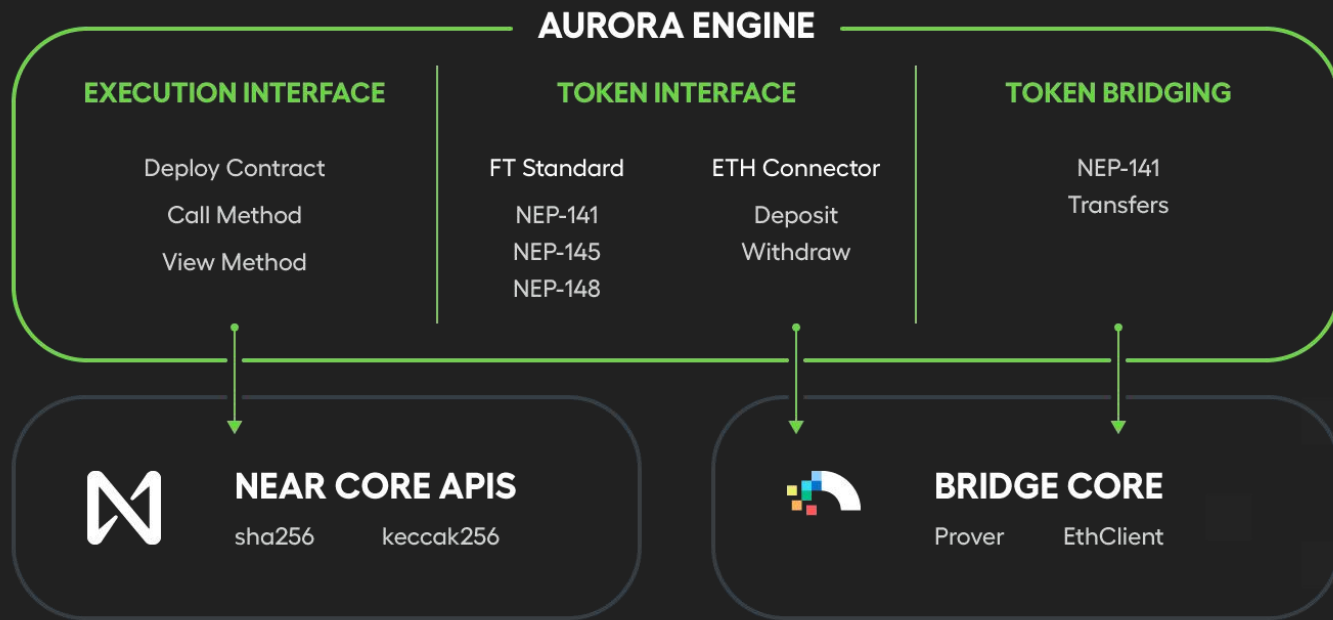 AURORA ENGINE
EXECUTION INTERFACE
Deploy Contract
Call Method
View Method
TOKEN INTERFACE
FT Standard
NEP-141
NEP-145
NEP-148
ETH Connector
Deposit
Withdraw
TOKEN BRIDGING
NEP-141
Transfers
NEAR CORE APIS
sha256 keccak256
BRIDGE CORE
Prover EthClient